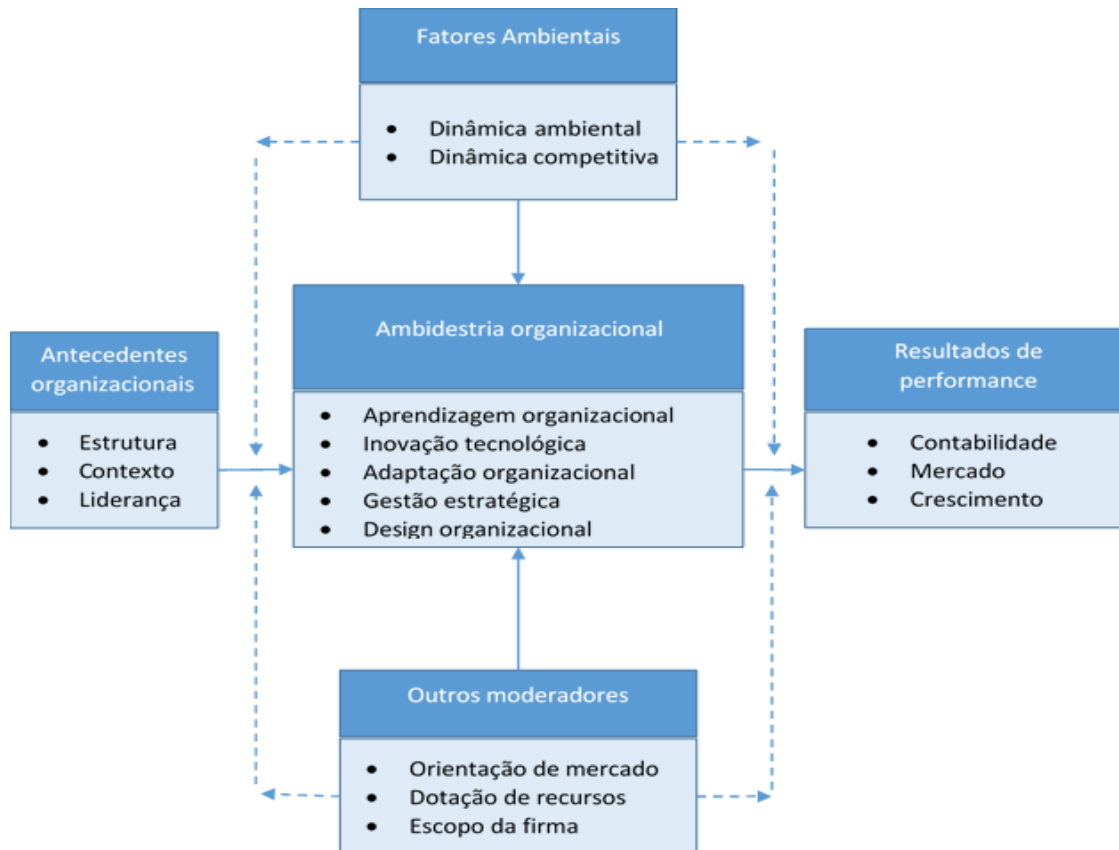 Fatores Ambientais
Dinâmica ambiental
Dinâmica competitiva
Antecedentes
organizacionais
Estrutura
Contexto
Liderança
Ambidestria organizacional
Aprendizagem organizacional
Inovação tecnológica
Adaptação organizacional
Gestão estratégica
Design organizacional
Resultados de
performance
Contabilidade
Mercado
Crescimento
Outros moderadores
Orientação de mercado
Dotação de recursos
Escopo da firma